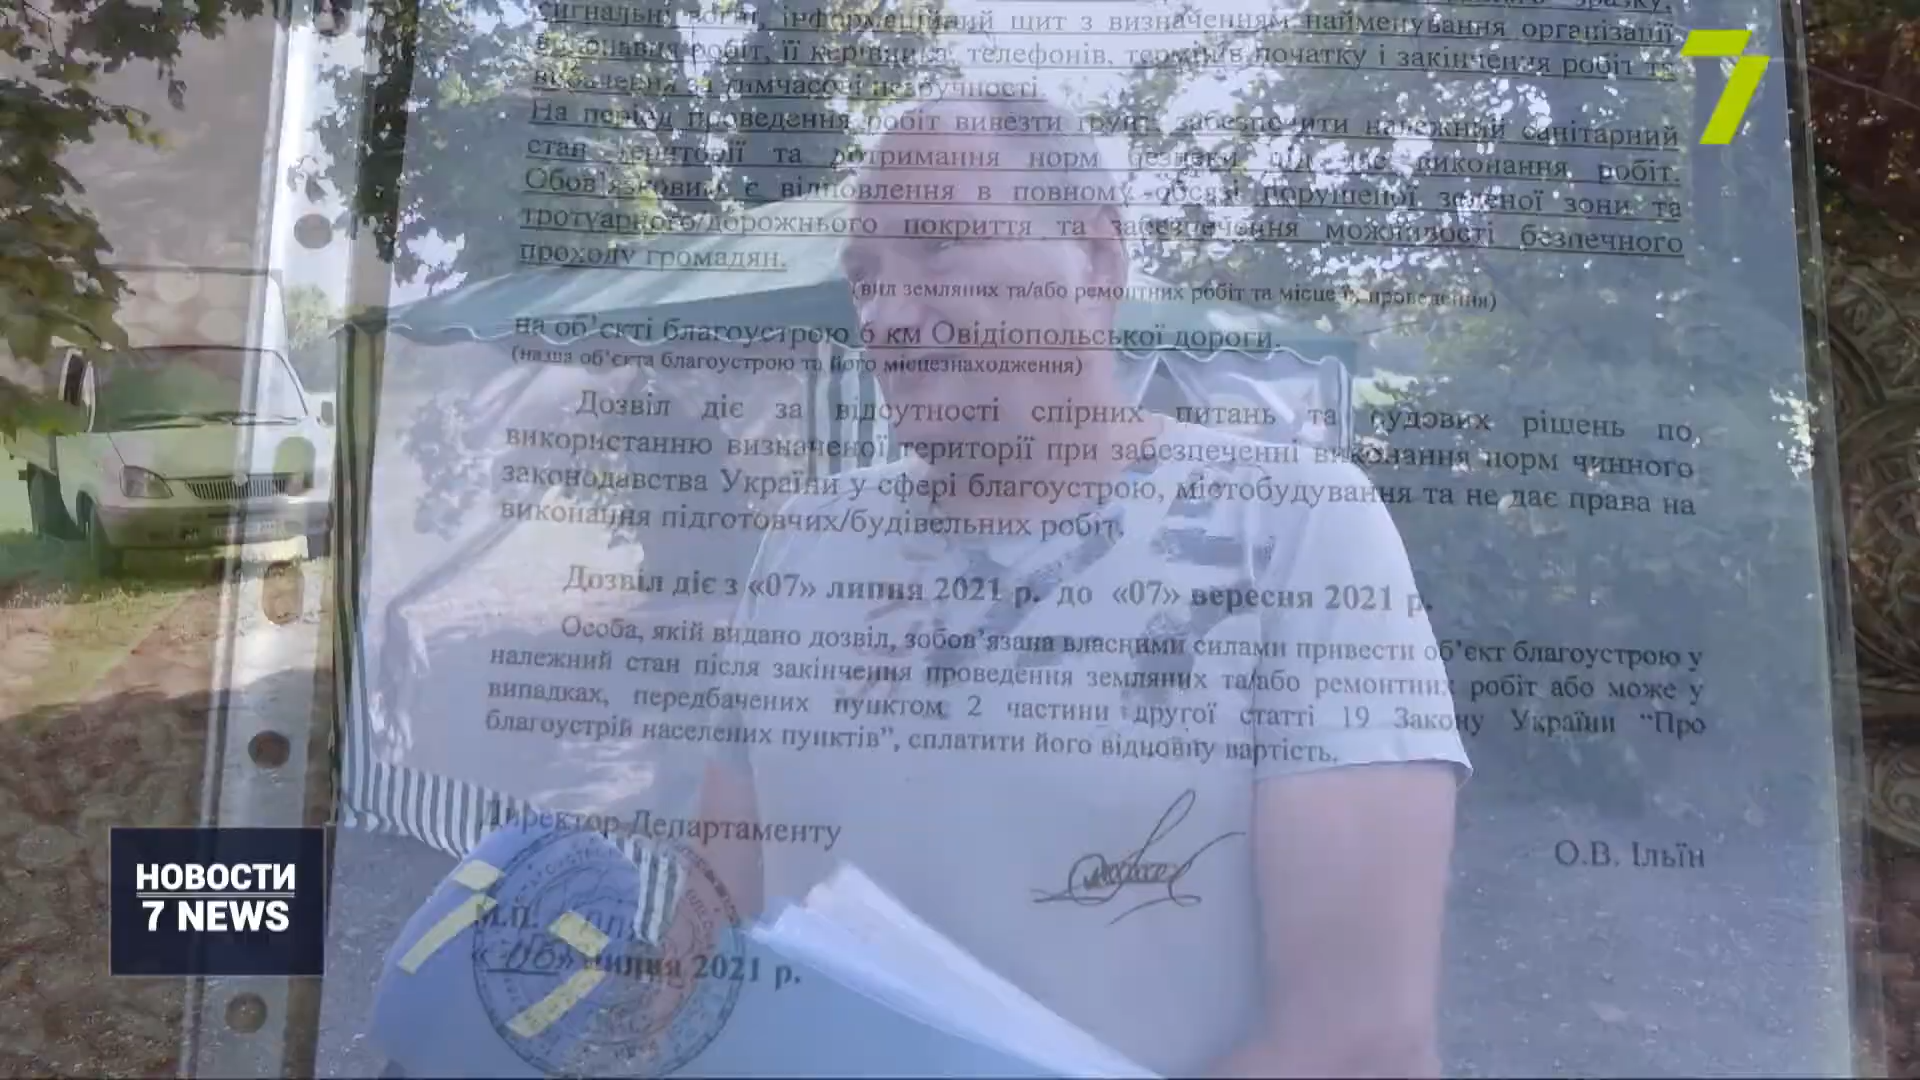 зразку,
сигнальні вогні, інформаційний щит з визначенням найменування організації
виконавця робіт, її керівника, телефонів, термінів початку і закінчення робіт та
вибачення за тимчасові незручності.
На період проведення робіт вивезти ґрунт, забезпечити належний санітарний
стан території та дотримання норм безпеки під час виконання робіт.
Обов'язковим є відновлення в повному обсязі порушеної зеленої зони та
тротуарного/дорожнього покриття та забезпечення можливості безпечного
проходу громадян.
(вид земляних та/або ремонтних робіт та місце їх проведення)
на об'єкті благоустрою 6 км Овідіопольської дороги.
(назва об'єкта благоустрою та його місцезнаходження)
Дозвіл діє за відсутності спірних питань та судових рішень по
використанню визначеної території при забезпеченні виконання норм чинного
законодавства України у сфері благоустрою, містобудування та не дає права на
виконання підготовчих/будівельних робіт.
Дозвіл діє з «07» липня 2021 р. до «07» вересня 2021 р.
Особа, якій видано дозвіл, зобов'язана власними силами привести об'єкт благоустрою у
належний стан після закінчення проведення земляних та/або ремонтних робіт або може у
випадках, передбачених пунктом 2 частини другої статті 19 Закону України "Про
благоустрій населених пунктів", сплатити його відновну вартість.
Директор Департаменту
О.В. Ільїн
М.П.
«06» липня 2021 р.
7
НОВОСТИ
7 NEWS